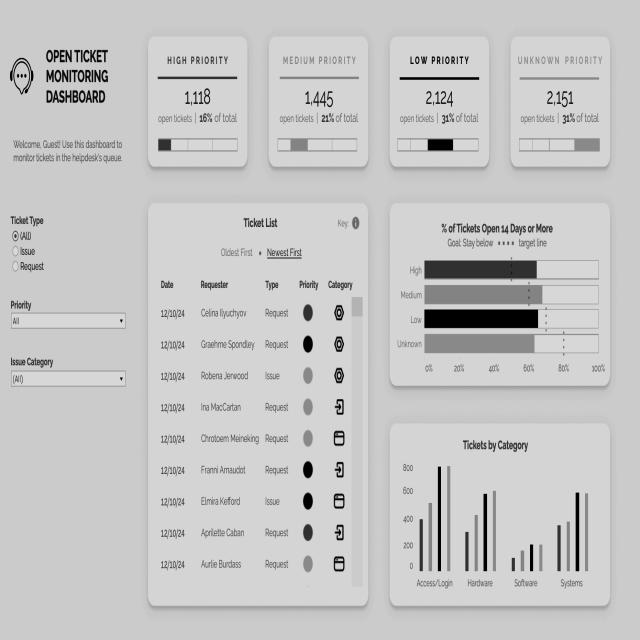 OPEN TICKET
MONITORING
DASHBOARD
Welcome, Guest! Use this dashboard to
monitor tickets in the helpdesk's queue.
Ticket Type
(All)
Issue
Request
Priority
All
Issue Category
(All)
HIGH PRIORITY
1,118
open tickets | 16% of total
MEDIUM PRIORITY
1,445
open tickets | 21% of total
LOW PRIORITY
2,124
open tickets | 31% of total
UNKNOWN PRIORITY
2,151
open tickets | 31% of total
Ticket List
Key: i
Oldest First • Newest First
Date Requester Type Priority Category
12/10/24 Celina Ilyuchyov Request
12/10/24 Graehme Spondley Request
12/10/24 Robena Jerwood Issue
12/10/24 Ina MacCartan Request
12/10/24 Chrotoem Meineking Request
12/10/24 Franni Arnaudot Request
12/10/24 Elmira Kefford Issue
12/10/24 Aprilette Caban Request
12/10/24 Aurlie Burdass Request
% of Tickets Open 14 Days or More
Goal: Stay below •••• target line
High
Medium
Low
Unknown
0% 20% 40% 60% 80% 100%
Tickets by Category
800
600
400
200
0
Access/Login Hardware Software Systems